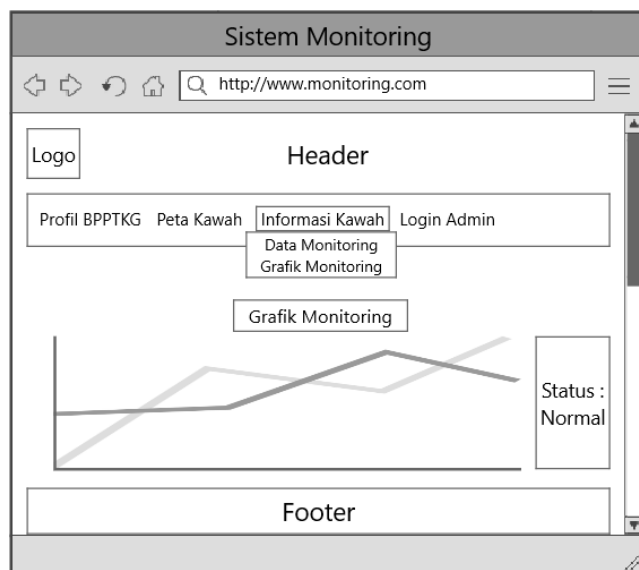 Sistem Monitoring
http://www.monitoring.com
Logo
Header
Profil BPPTKG Peta Kawah Informasi Kawah Login Admin
Data Monitoring
Grafik Monitoring
Grafik Monitoring
Status :
Normal
Footer